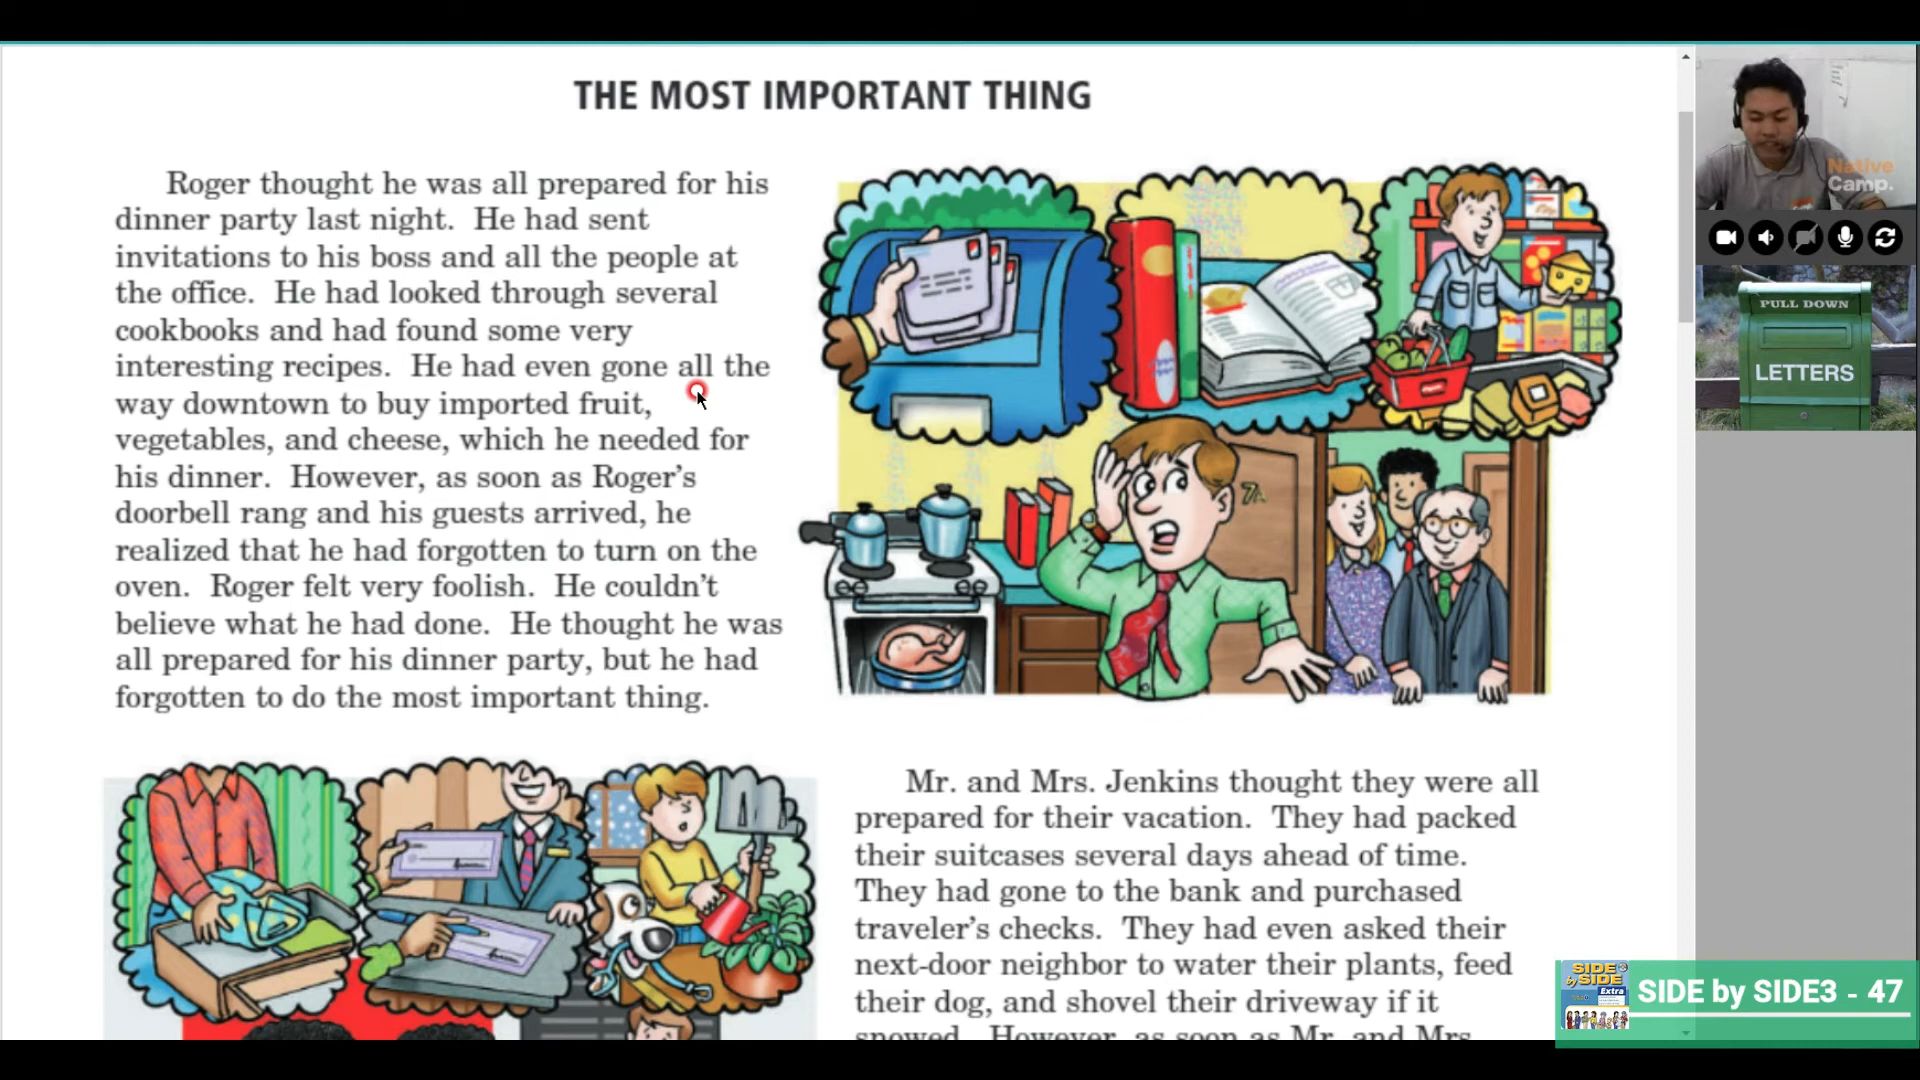 THE MOST IMPORTANT THING
Roger thought he was all prepared for his
dinner party last night. He had sent
invitations to his boss and all the people at
the office. He had looked through several
cookbooks and had found some very
interesting recipes. He had even gone all the
way downtown to buy imported fruit,
vegetables, and cheese, which he needed for
his dinner. However, as soon as Roger's
doorbell rang and his guests arrived, he
realized that he had forgotten to turn on the
oven. Roger felt very foolish. He couldn't
believe what he had done. He thought he was
all prepared for his dinner party, but he had
forgotten to do the most important thing.
7A
Mr. and Mrs. Jenkins thought they were all
prepared for their vacation. They had packed
their suitcases several days ahead of time.
They had gone to the bank and purchased
traveler's checks. They had even asked their
next-door neighbor to water their plants, feed
their dog, and shovel their driveway if it
snowed. However, as soon as Mr. and Mrs.
Native
Camp.
PULL DOWN
LETTERS
SIDE
by
SIDE
Extra
SIDE by SIDE3 - 47